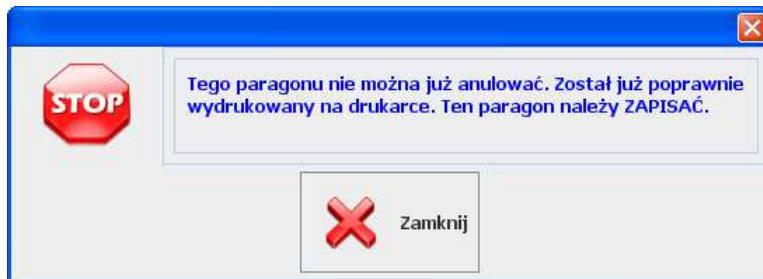 STOP
Tego paragonu nie można już anulować. Został już poprawnie
wydrukowany na drukarce. Ten paragon należy ZAPISAĆ.
Zamknij